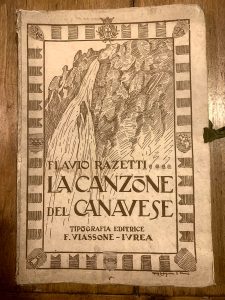 FLAVIO RAZETTI
LA CANZONE
DEL CANAVESE
TIPOGRAFIA EDITRICE
F. VIASSONE - IVREA